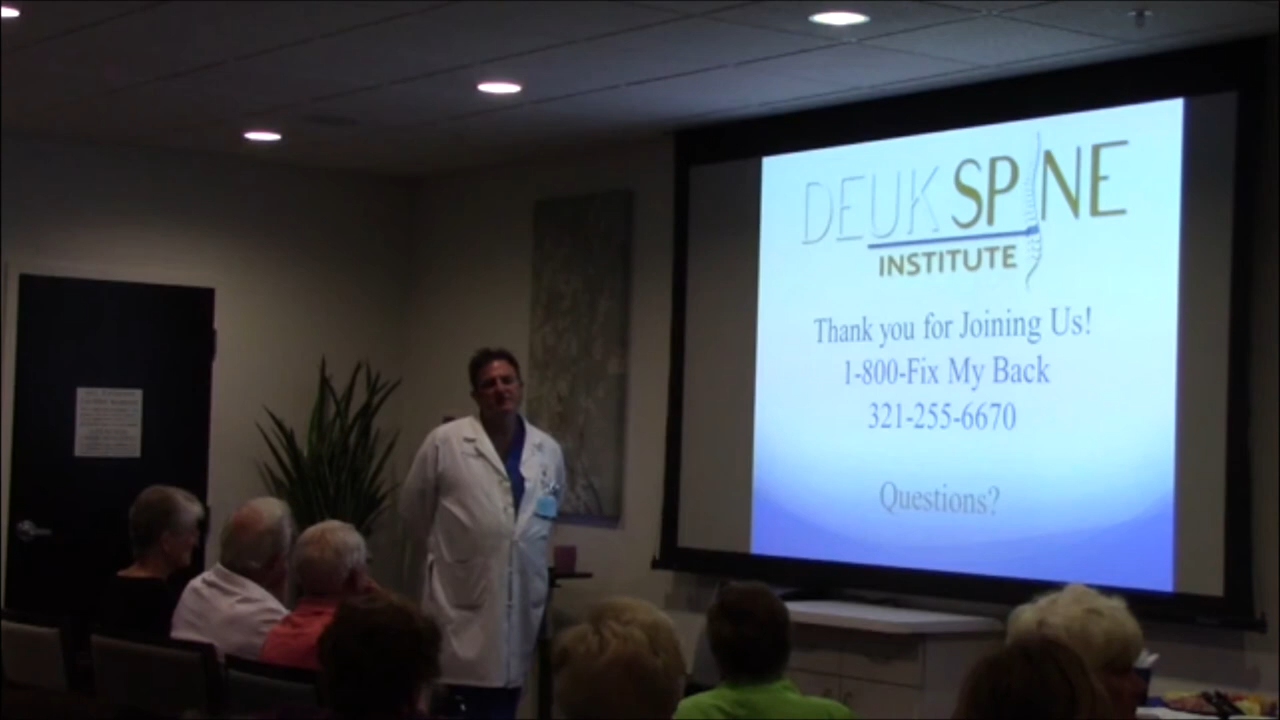 DEUK SPINE
INSTITUTE
Thank you for Joining Us!
1-800-Fix My Back
321-255-6670
Questions?